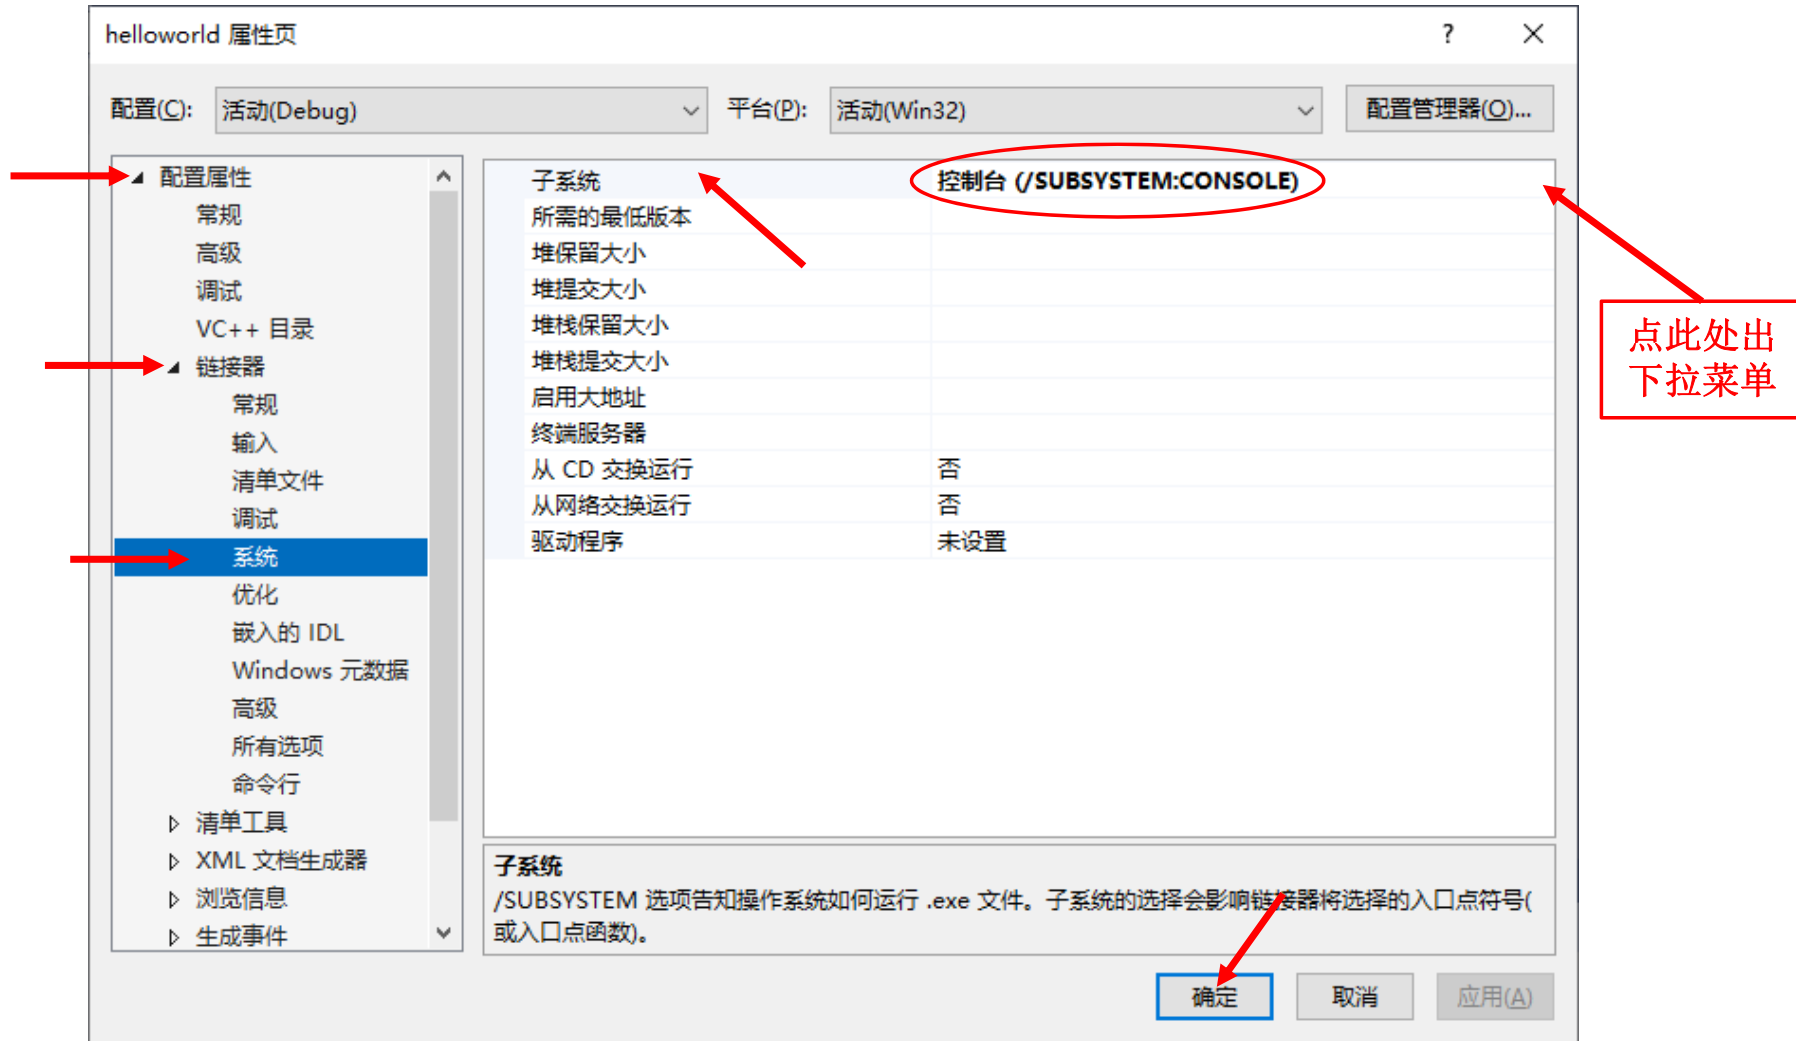 helloworld 属性页
?
配置(C):
活动(Debug)
平台(P):
活动(Win32)
配置管理器(O)...
配置属性
常规
高级
调试
VC++ 目录
链接器
常规
输入
清单文件
调试
系统
优化
嵌入的 IDL
Windows 元数据
高级
所有选项
命令行
清单工具
XML 文档生成器
浏览信息
生成事件
子系统 控制台 (/SUBSYSTEM:CONSOLE)
所需的最低版本
堆保留大小
堆提交大小
堆栈保留大小
堆栈提交大小
启用大地址
终端服务器
从 CD 交换运行 否
从网络交换运行 否
驱动程序 未设置
点此处出
下拉菜单
子系统
/SUBSYSTEM 选项告知操作系统如何运行 .exe 文件。子系统的选择会影响链接器将选择的入口点符号(
或入口点函数)。
确定
取消
应用(A)